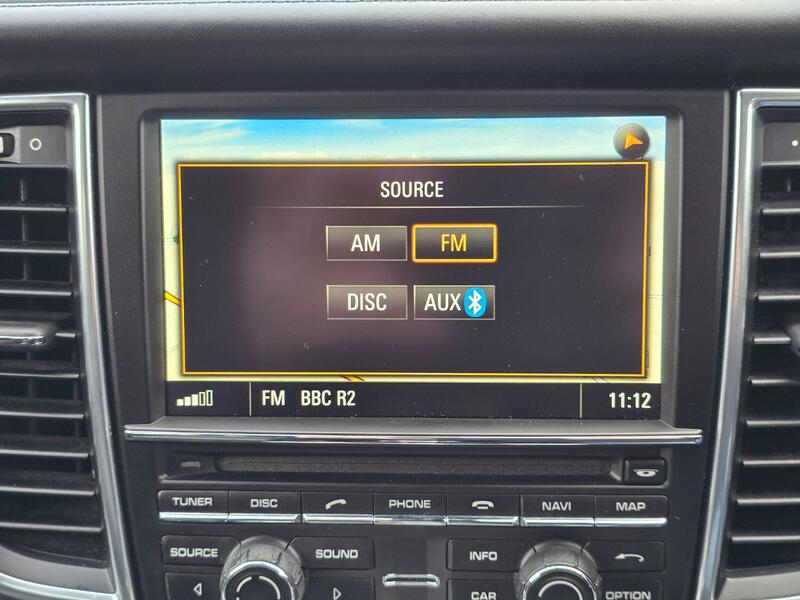 SOURCE
AM FM
DISC AUX
FM BBC R2 11:12
TUNER DISC PHONE NAVI MAP
SOURCE SOUND INFO
CAR OPTION